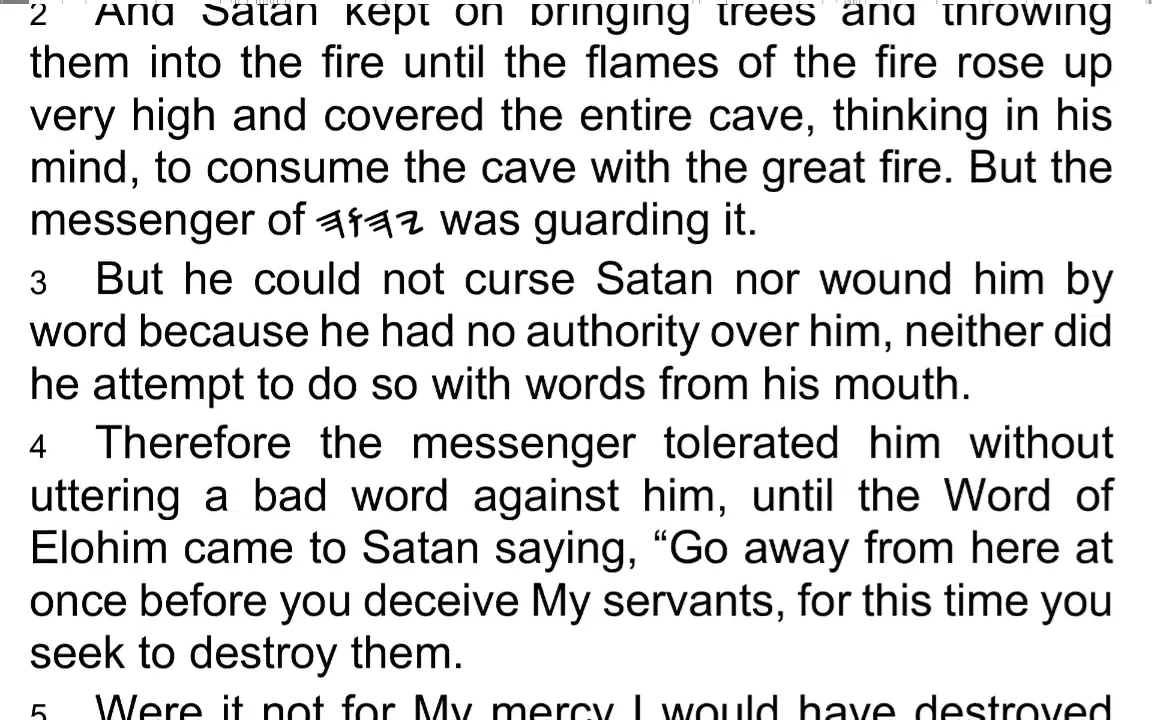 2 And Satan kept on bringing trees and throwing
them into the fire until the flames of the fire rose up
very high and covered the entire cave, thinking in his
mind, to consume the cave with the great fire. But the
messenger of 𐤉𐤄𐤅𐤄 was guarding it.
3 But he could not curse Satan nor wound him by
word because he had no authority over him, neither did
he attempt to do so with words from his mouth.
4 Therefore the messenger tolerated him without
uttering a bad word against him, until the Word of
Elohim came to Satan saying, “Go away from here at
once before you deceive My servants, for this time you
seek to destroy them.
5 Were it not for My mercy I would have destroyed